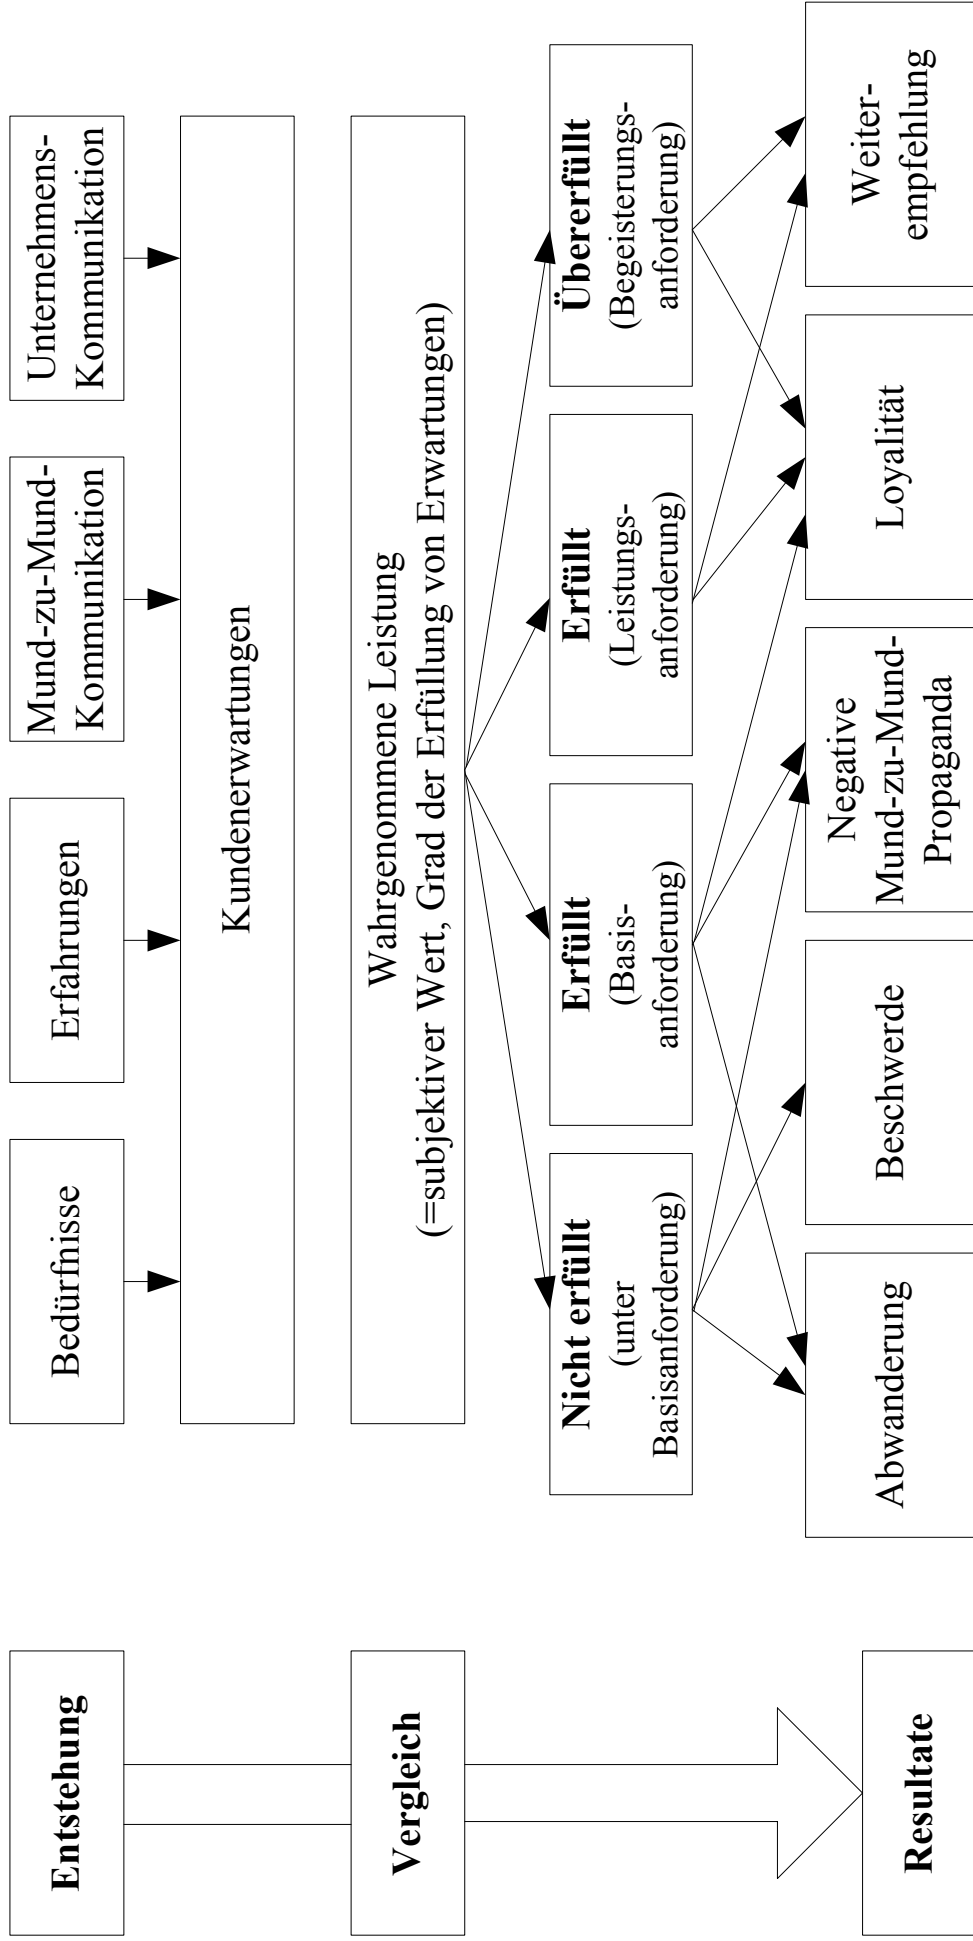 Entstehung
Bedürfnisse
Erfahrungen
Mund-zu-Mund-
Kommunikation
Unternehmens-
Kommunikation
Kundenerwartungen
Vergleich
Wahrgenommene Leistung
(=subjektiver Wert, Grad der Erfüllung von Erwartungen)
Nicht erfüllt
(unter
Basisanforderung)
Erfüllt
(Basis-
anforderung)
Erfüllt
(Leistungs-
anforderung)
Übererfüllt
(Begeisterungs-
anforderung)
Resultate
Abwanderung
Beschwerde
Negative
Mund-zu-Mund-
Propaganda
Loyalität
Weiter-
empfehlung